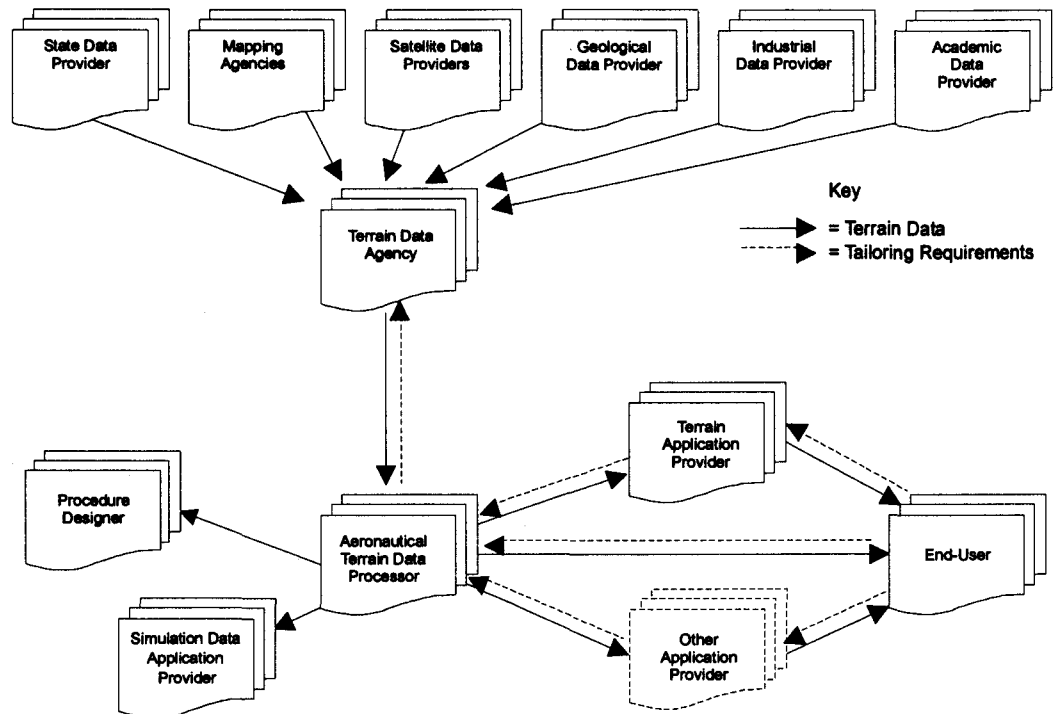 State Data
Provider
Mapping
Agencies
Satellite Data
Providers
Geological
Data Provider
Industrial
Data Provider
Academic
Data
Provider
Key
= Terrain Data
= Tailoring Requirements
Terrain Data
Agency
Terrain
Application
Provider
Procedure
Designer
Aeronautical
Terrain Data
Processor
End-User
Simulation Data
Application
Provider
Other
Application
Provider